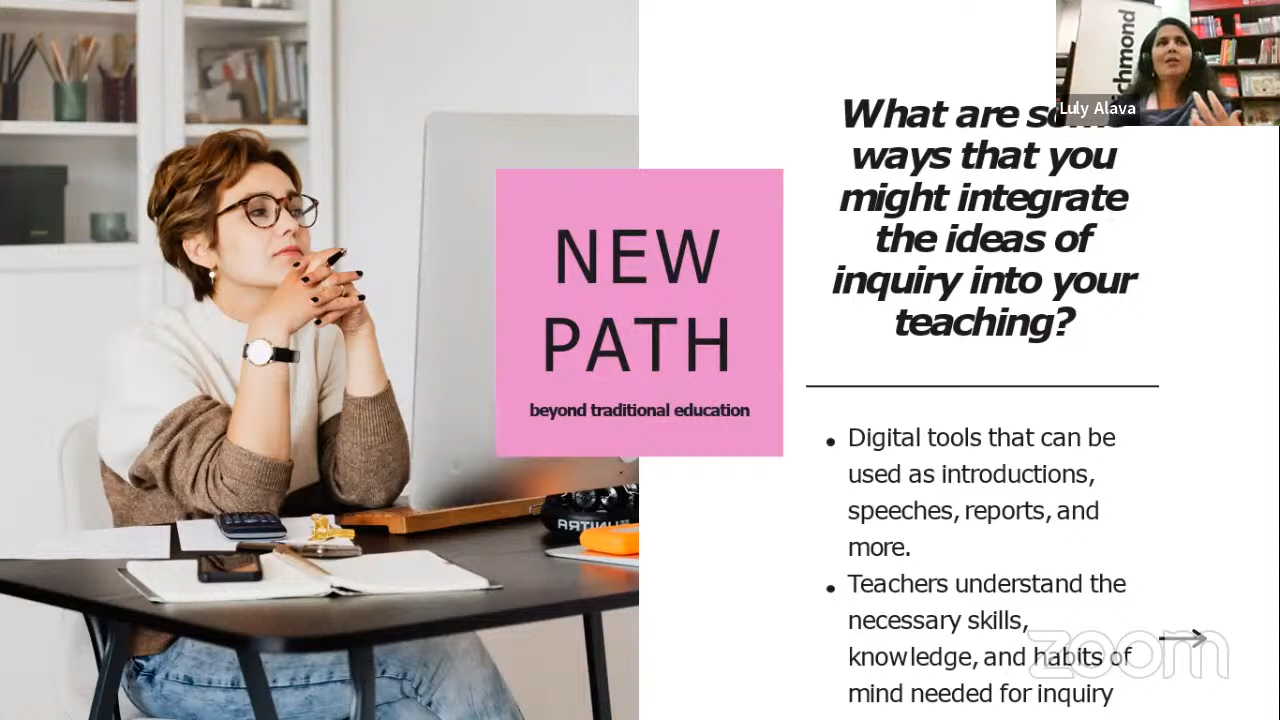 chmond
Luly Alava
What are some
ways that you
might integrate
the ideas of
inquiry into your
teaching?
NEW
PATH
beyond traditional education
• Digital tools that can be
used as introductions,
speeches, reports, and
more.
• Teachers understand the
necessary skills,
knowledge, and habits of
mind needed for inquiry
zoom